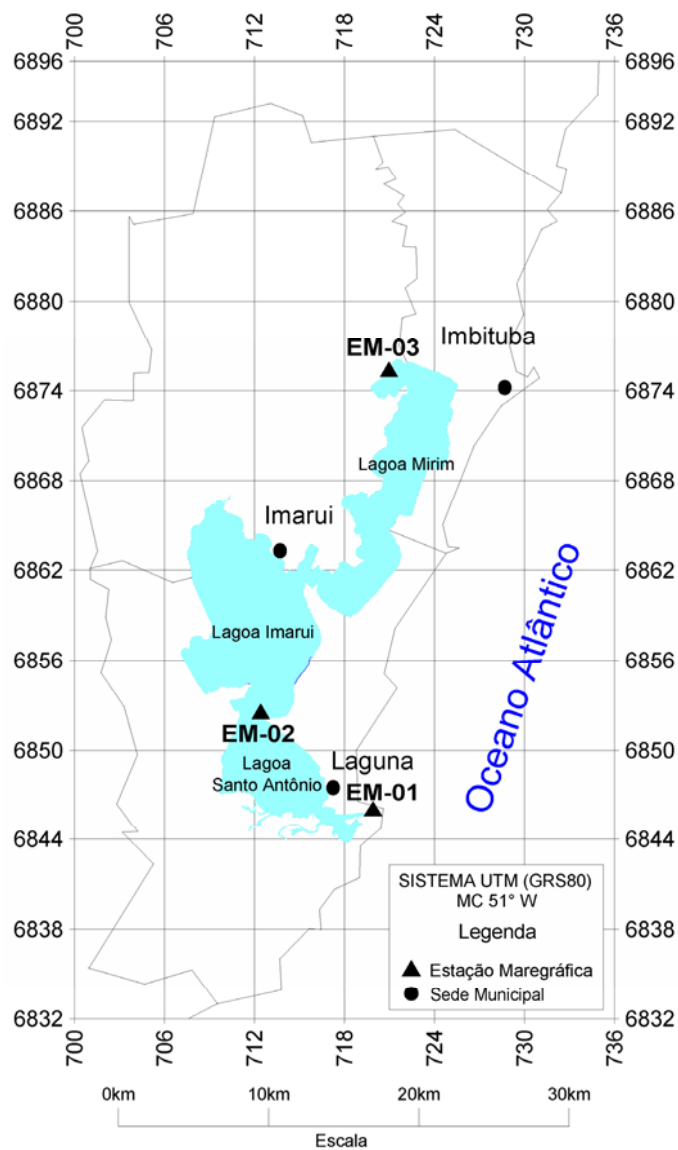 700 706 712 718 724 730 736
6896 6896
6892 6892
6886 6886
6880 6880
Imbituba
EM-03
6874 6874
Lagoa Mirim
6868 6868
Imarui
6862 6862
Oceano Atlântico
Lagoa Imarui
6856 6856
EM-02
6850 6850
Laguna
Lagoa
Santo Antônio
EM-01
6844 6844
SISTEMA UTM (GRS80)
MC 51° W
Legenda
Estação Maregráfica
Sede Municipal
6838 6838
6832 6832
700 706 712 718 724 730 736
0km 10km 20km 30km
Escala